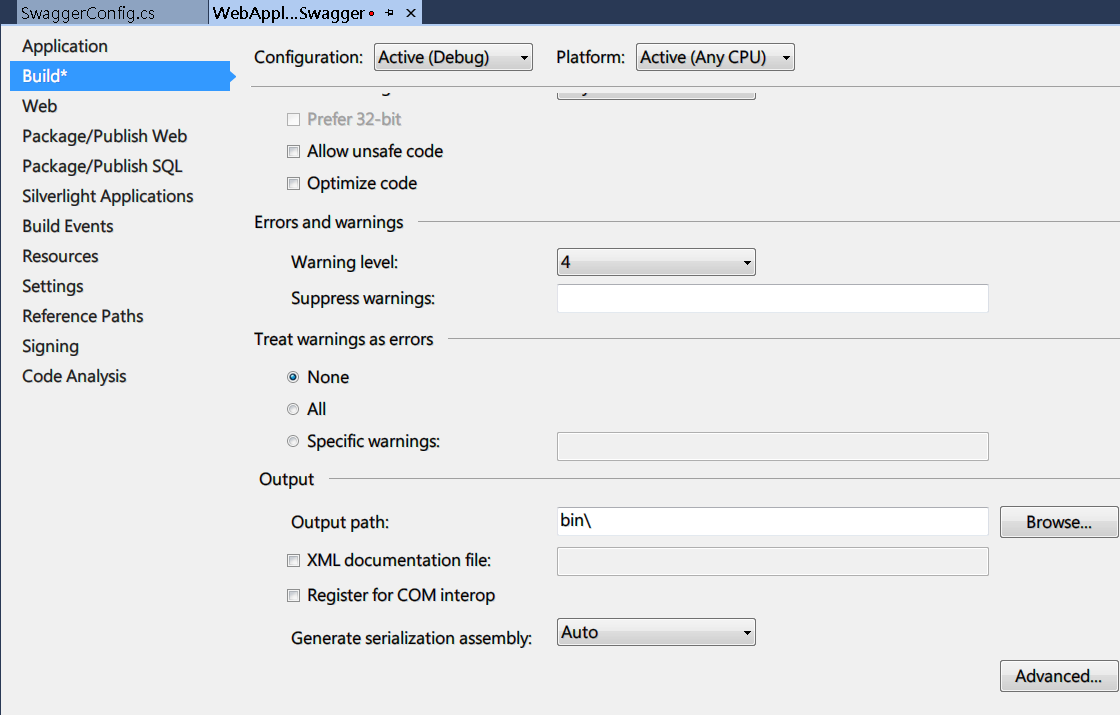 SwaggerConfig.cs
WebAppl...Swagger
Application
Build*
Web
Package/Publish Web
Package/Publish SQL
Silverlight Applications
Build Events
Resources
Settings
Reference Paths
Signing
Code Analysis
Configuration: Active (Debug) Platform: Active (Any CPU)
Prefer 32-bit
Allow unsafe code
Optimize code
Errors and warnings
Warning level: 4
Suppress warnings:
Treat warnings as errors
None
All
Specific warnings:
Output
Output path: bin\ Browse...
XML documentation file:
Register for COM interop
Generate serialization assembly: Auto
Advanced...